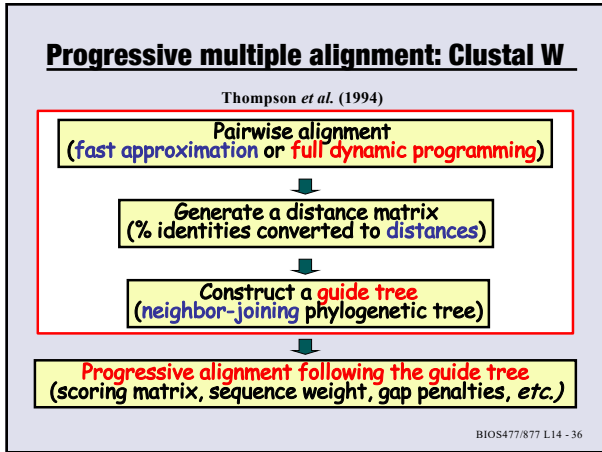 Progressive multiple alignment: Clustal W
Thompson et al. (1994)
Pairwise alignment
(fast approximation or full dynamic programming)
Generate a distance matrix
(% identities converted to distances)
Construct a guide tree
(neighbor-joining phylogenetic tree)
Progressive alignment following the guide tree
(scoring matrix, sequence weight, gap penalties, etc.)
BIOS477/877 L14 - 36